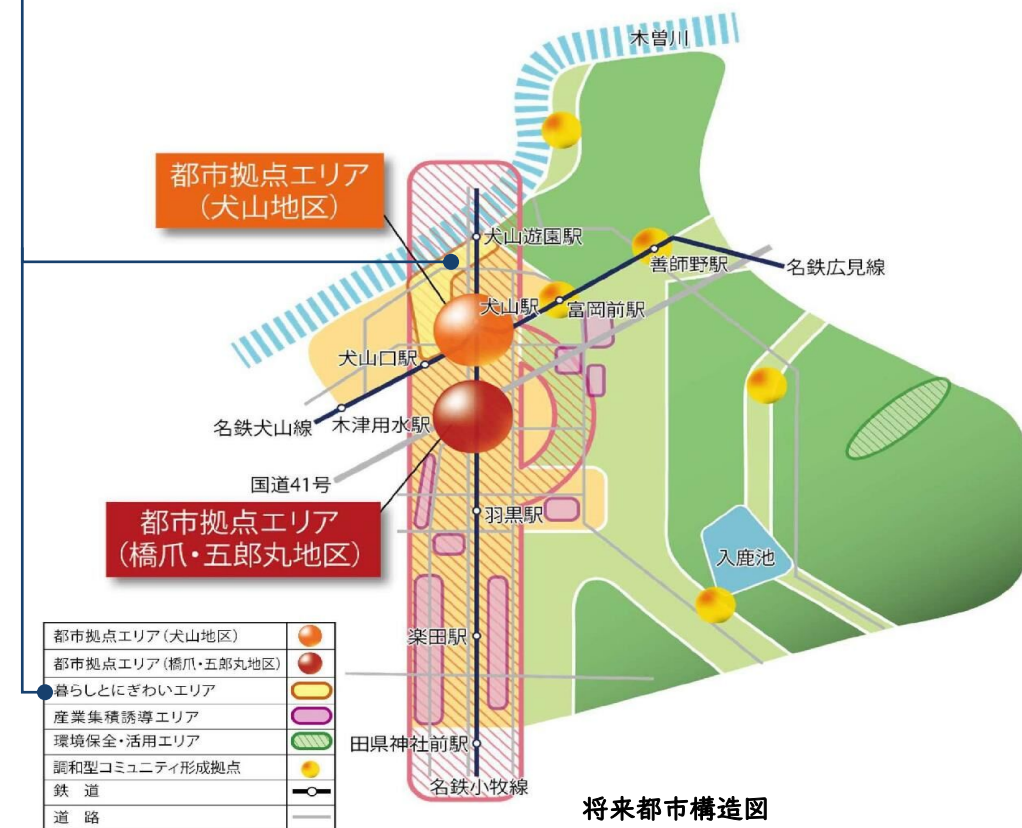 木曽川
都市拠点エリア
(犬山地区)
犬山遊園駅
善師野駅
名鉄広見線
犬山駅
富岡前駅
犬山口駅
名鉄犬山線
木津用水駅
国道41号
都市拠点エリア
(橋爪・五郎丸地区)
羽黒駅
入鹿池
楽田駅
田県神社前駅
名鉄小牧線
都市拠点エリア(犬山地区)
都市拠点エリア(橋爪・五郎丸地区)
暮らしとにぎわいエリア
産業集積誘導エリア
環境保全・活用エリア
調和型コミュニティ形成拠点
鉄 道
道 路
将来都市構造図